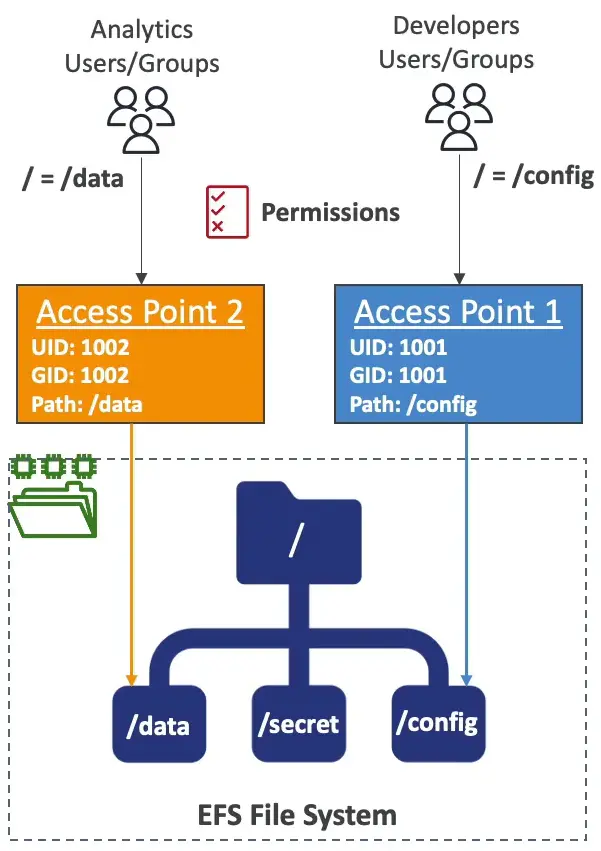 Analytics
Users/Groups
Developers
Users/Groups
/ = /data
/ = /config
Permissions
Access Point 2
UID: 1002
GID: 1002
Path: /data
Access Point 1
UID: 1001
GID: 1001
Path: /config
/
/data
/secret
/config
EFS File System